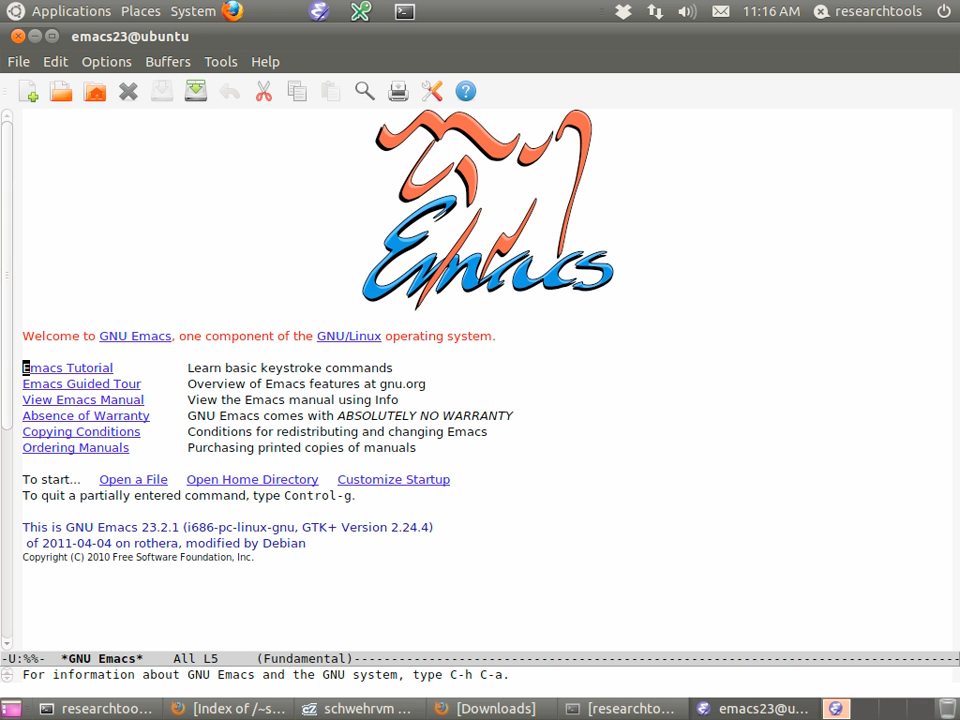 Applications Places System 11:16 AM researchtools
emacs23@ubuntu
File Edit Options Buffers Tools Help
Emacs
Welcome to GNU Emacs, one component of the GNU/Linux operating system.
Emacs Tutorial Learn basic keystroke commands
Emacs Guided Tour Overview of Emacs features at gnu.org
View Emacs Manual View the Emacs manual using Info
Absence of Warranty GNU Emacs comes with ABSOLUTELY NO WARRANTY
Copying Conditions Conditions for redistributing and changing Emacs
Ordering Manuals Purchasing printed copies of manuals
To start... Open a File Open Home Directory Customize Startup
To quit a partially entered command, type Control-g.
This is GNU Emacs 23.2.1 (i686-pc-linux-gnu, GTK+ Version 2.24.4)
of 2011-04-04 on rothera, modified by Debian
Copyright (C) 2010 Free Software Foundation, Inc.
-U:%%- *GNU Emacs* All L5 (Fundamental)--------------------------------------------------
For information about GNU Emacs and the GNU system, type C-h C-a.
researchtoo... [Index of /~s... schwehrvm ... [Downloads] [researchto... emacs23@u...